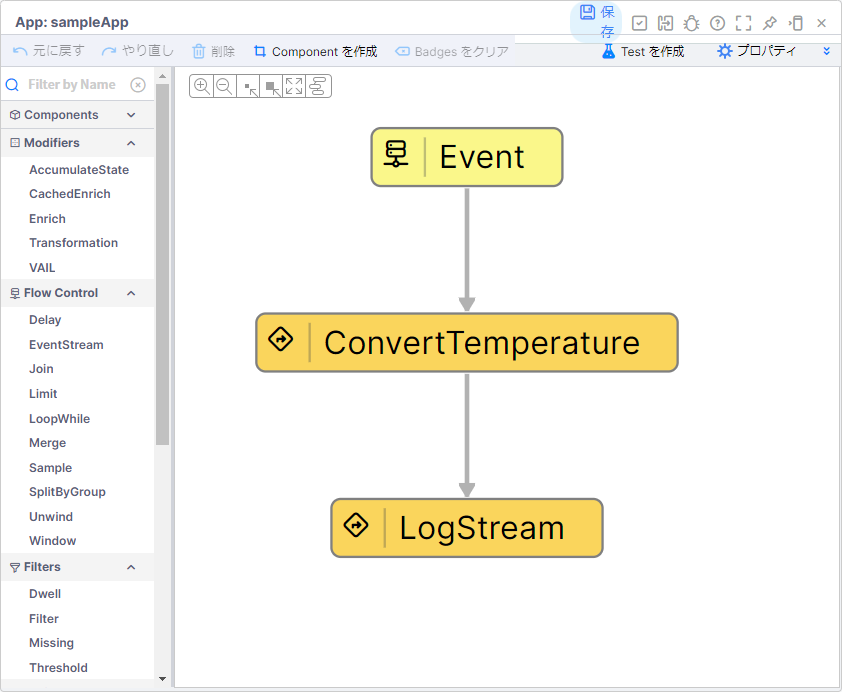 App: sampleApp
保存
元に戻す
やり直し
削除
Component を作成
Badges をクリア
Test を作成
プロパティ
Filter by Name
Components
Modifiers
AccumulateState
CachedEnrich
Enrich
Transformation
VAIL
Flow Control
Delay
EventStream
Join
Limit
LoopWhile
Merge
Sample
SplitByGroup
Unwind
Window
Filters
Dwell
Filter
Missing
Threshold
Event
ConvertTemperature
LogStream